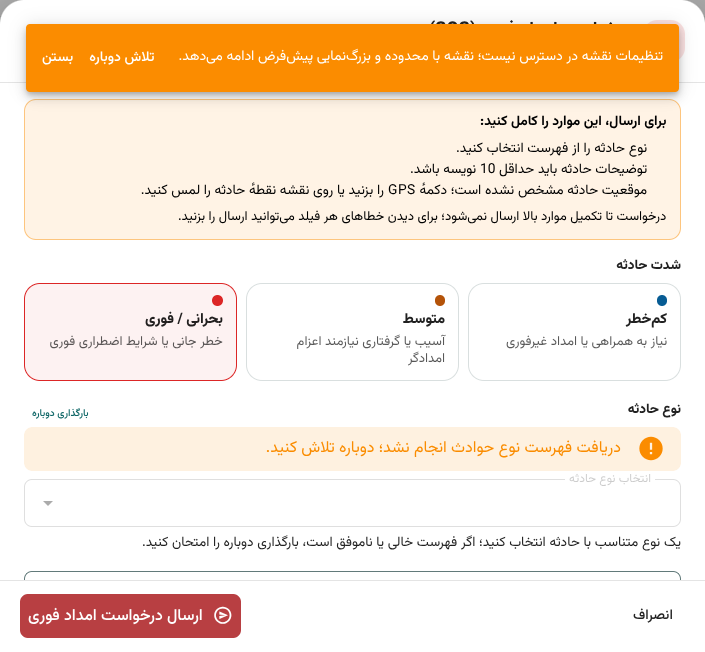 تنظیمات نقشه در دسترس نیست؛ نقشه با محدوده و بزرگ‌نمایی پیش‌فرض ادامه می‌دهد. تلاش دوباره بستن
برای ارسال، این موارد را کامل کنید:
نوع حادثه را از فهرست انتخاب کنید.
توضیحات حادثه باید حداقل 10 نویسه باشد.
موقعیت حادثه مشخص نشده است؛ دکمهٔ GPS را بزنید یا روی نقشه نقطهٔ حادثه را لمس کنید.
درخواست تا تکمیل موارد بالا ارسال نمی‌شود؛ برای دیدن خطاهای هر فیلد می‌توانید ارسال را بزنید.
شدت حادثه
کم‌خطر
نیاز به همراهی یا امداد غیرفوری
متوسط
آسیب یا گرفتاری نیازمند اعزام
امدادگر
بحرانی / فوری
خطر جانی یا شرایط اضطراری فوری
نوع حادثه
بارگذاری دوباره
دریافت فهرست نوع حوادث انجام نشد؛ دوباره تلاش کنید.
انتخاب نوع حادثه
یک نوع متناسب با حادثه انتخاب کنید؛ اگر فهرست خالی یا ناموفق است، بارگذاری دوباره را امتحان کنید.
انصراف
ارسال درخواست امداد فوری